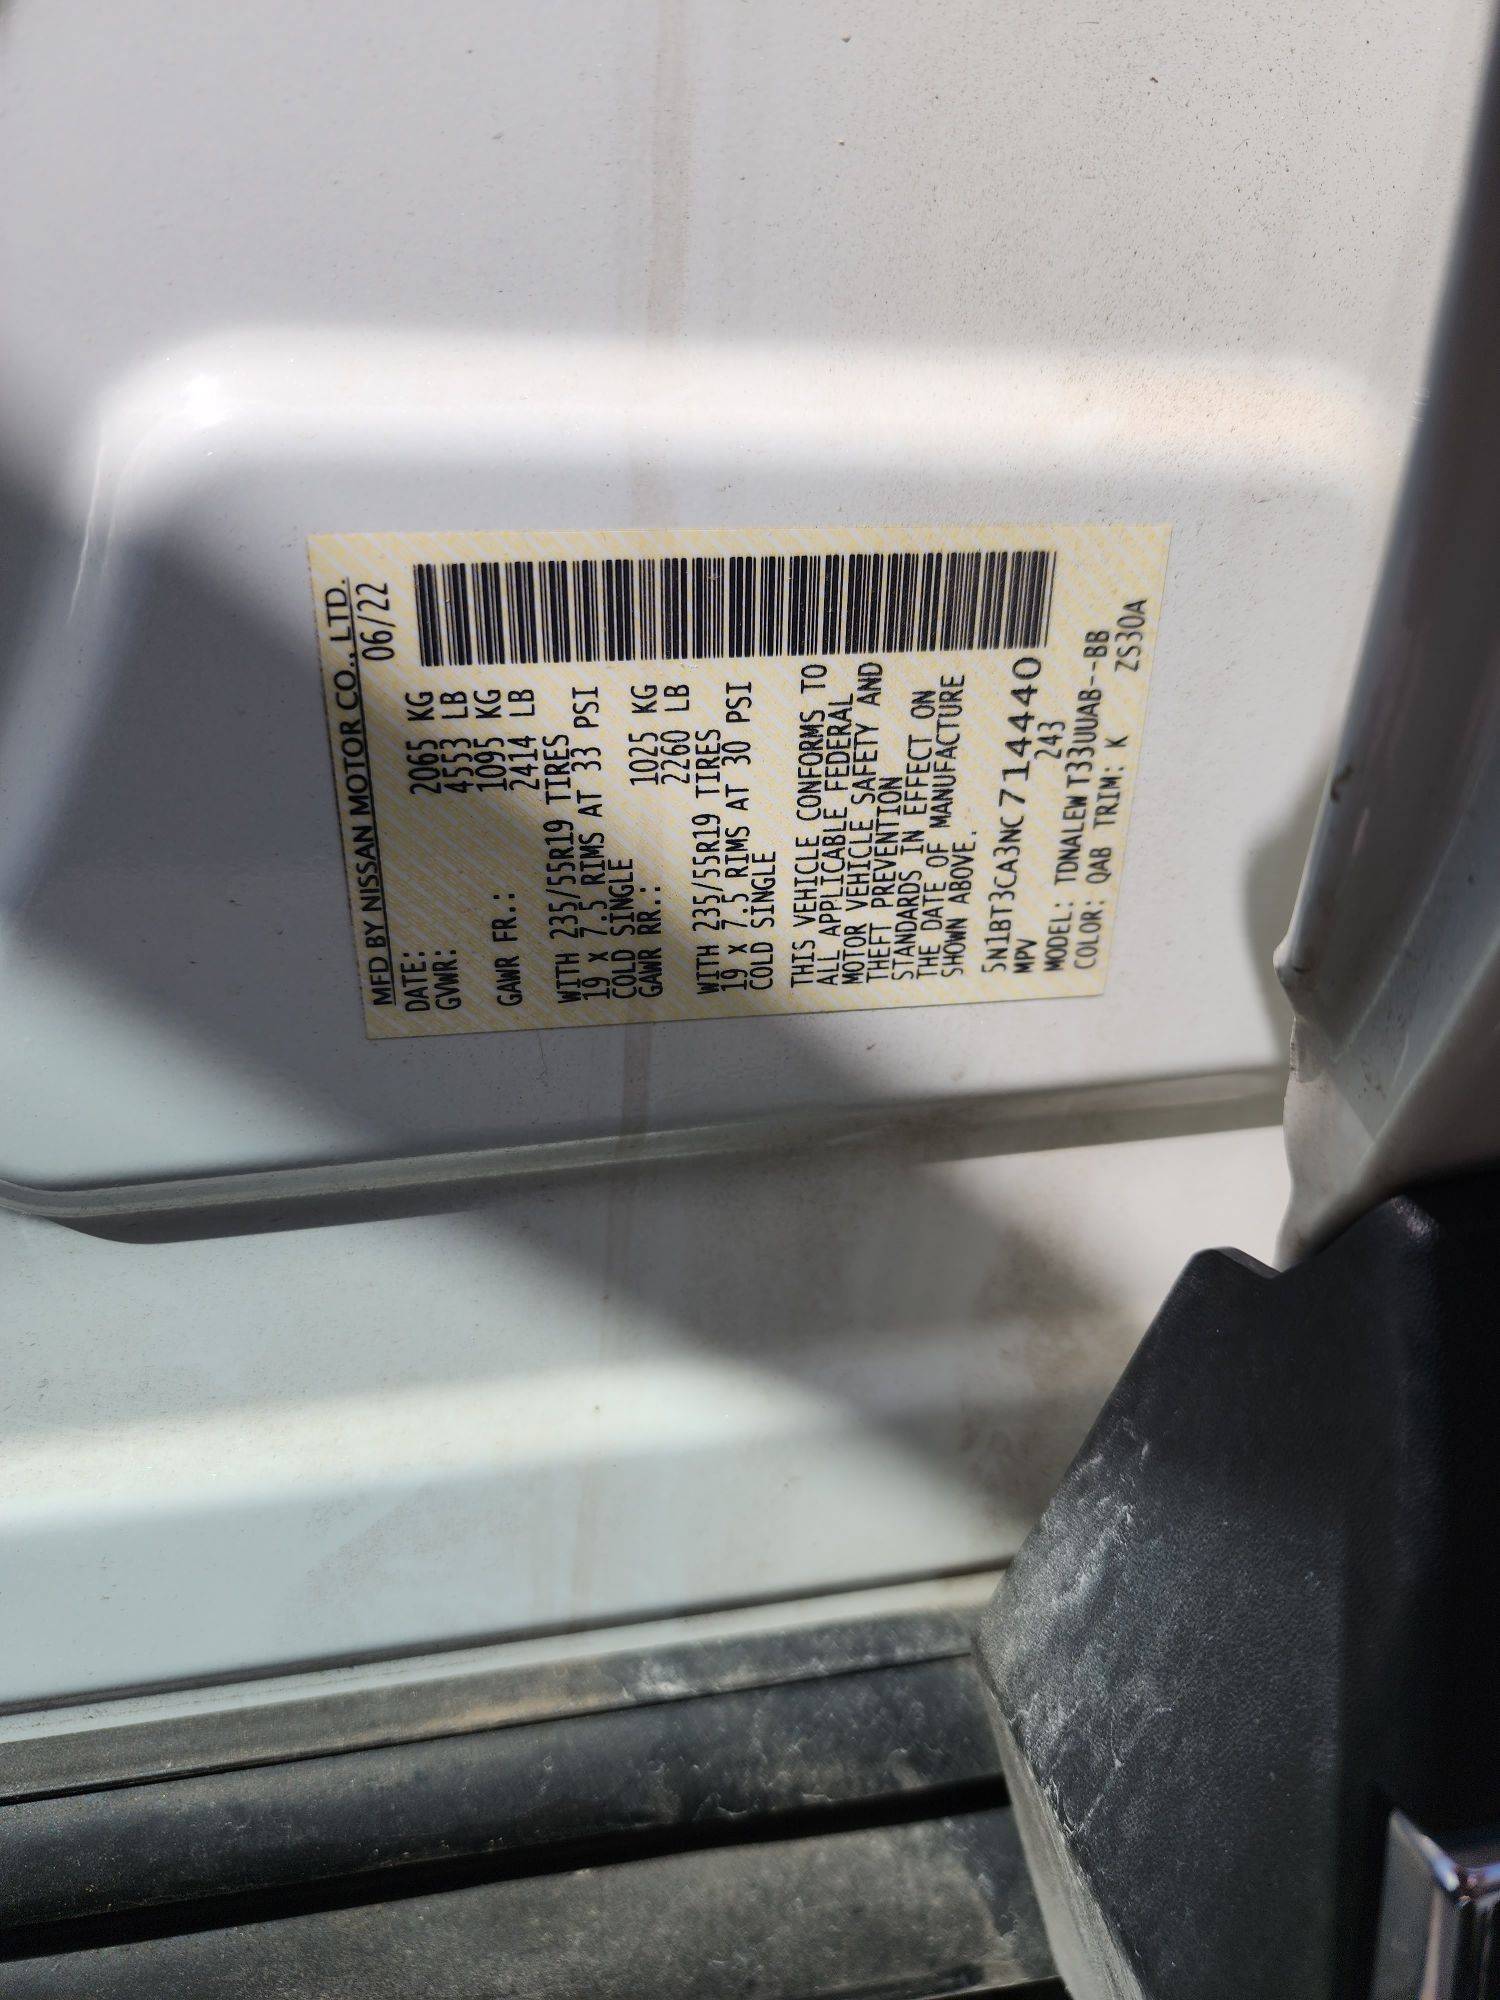 MFD BY NISSAN MOTOR CO., LTD.
DATE: 06/22
GVWR: 2065 KG
4553 LB
GAWR FR.: 1095 KG
2414 LB
WITH 235/55R19 TIRES
19 x 7.5 RIMS AT 33 PSI
COLD SINGLE
GAWR RR.: 1025 KG
2260 LB
WITH 235/55R19 TIRES
19 x 7.5 RIMS AT 30 PSI
COLD SINGLE
THIS VEHICLE CONFORMS TO
ALL APPLICABLE FEDERAL
MOTOR VEHICLE SAFETY AND
THEFT PREVENTION
STANDARDS IN EFFECT ON
THE DATE OF MANUFACTURE
SHOWN ABOVE.
5N1BT3CA3NC714440
MPV 243
MODEL: TDNALEWT33UUAB--BB
COLOR: QAB TRIM: K ZS30A